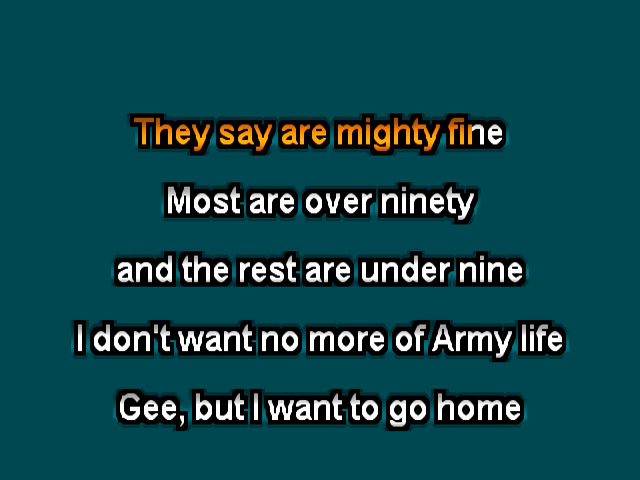 They say are mighty fine
Most are over ninety
and the rest are under nine
I don't want no more of Army life
Gee, but I want to go home